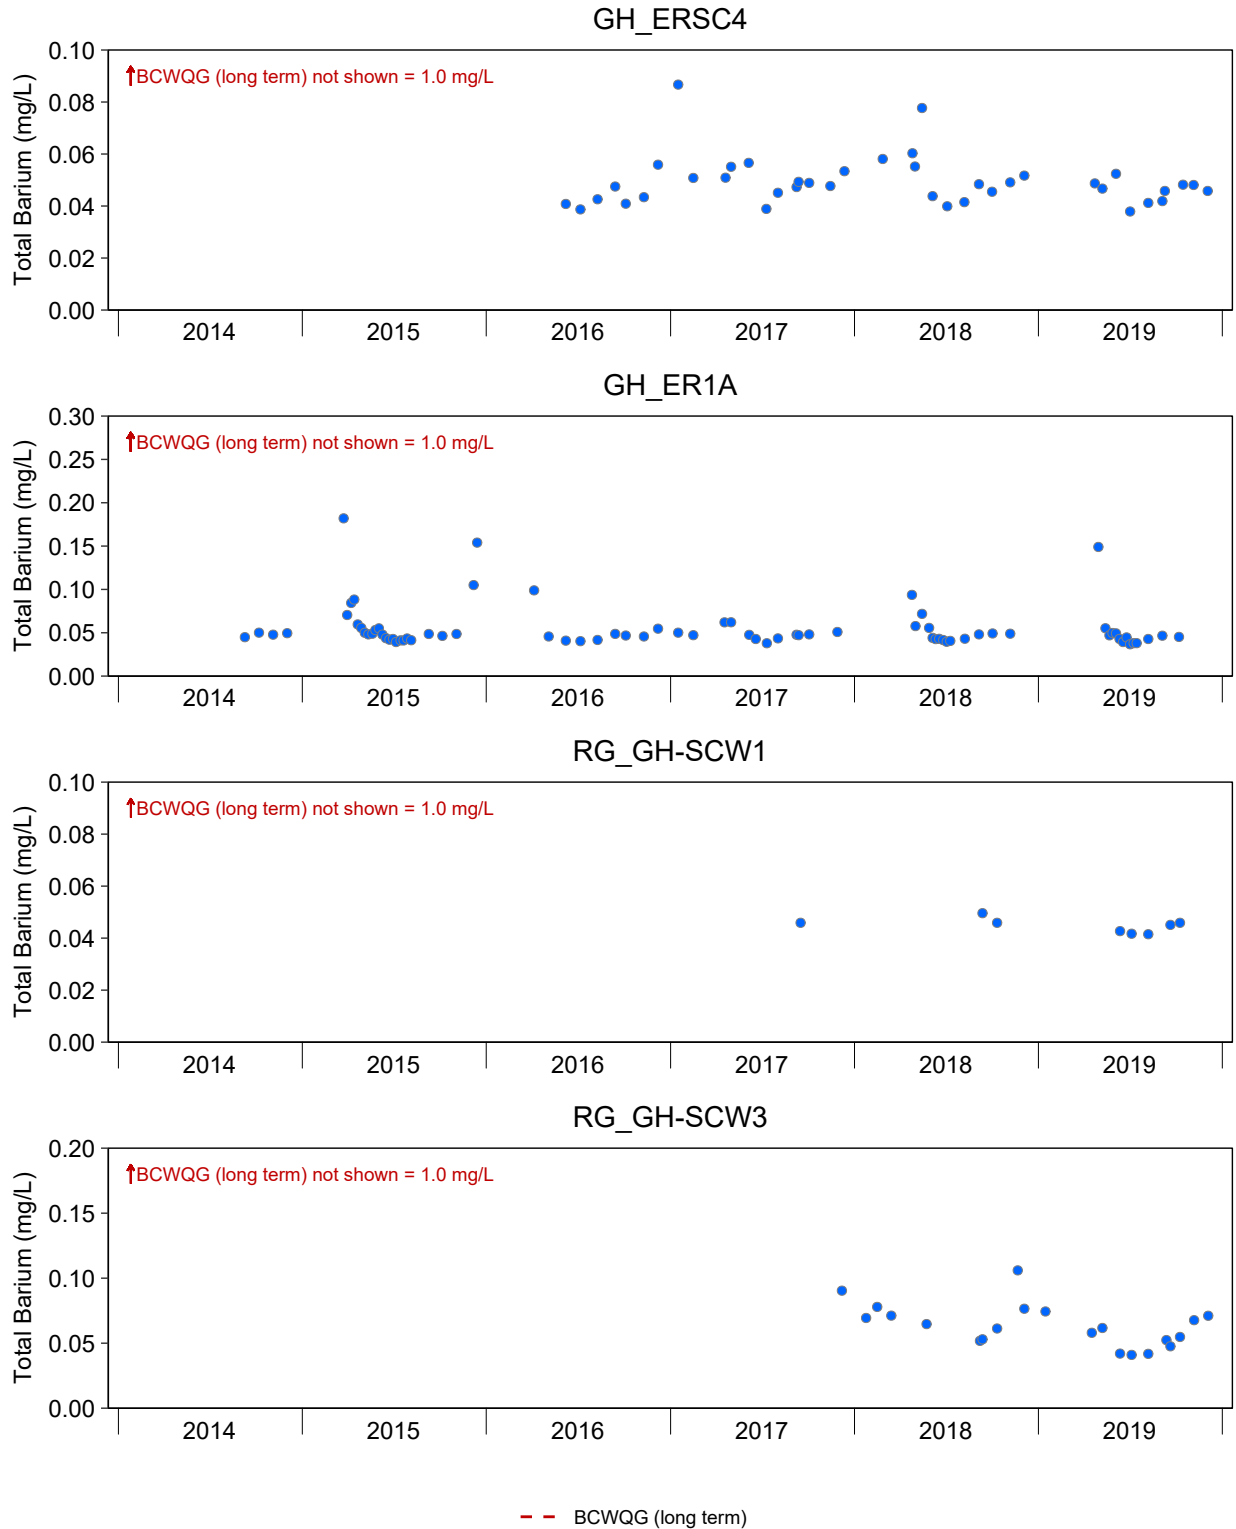 GH_ERSC4
Total Barium (mg/L)
0.10
0.08
0.06
0.04
0.02
0.00
BCWQG (long term) not shown = 1.0 mg/L
2014 2015 2016 2017 2018 2019
GH_ER1A
Total Barium (mg/L)
0.30
0.25
0.20
0.15
0.10
0.05
0.00
BCWQG (long term) not shown = 1.0 mg/L
2014 2015 2016 2017 2018 2019
RG_GH-SCW1
Total Barium (mg/L)
0.10
0.08
0.06
0.04
0.02
0.00
BCWQG (long term) not shown = 1.0 mg/L
2014 2015 2016 2017 2018 2019
RG_GH-SCW3
Total Barium (mg/L)
0.20
0.15
0.10
0.05
0.00
BCWQG (long term) not shown = 1.0 mg/L
2014 2015 2016 2017 2018 2019
BCWQG (long term)